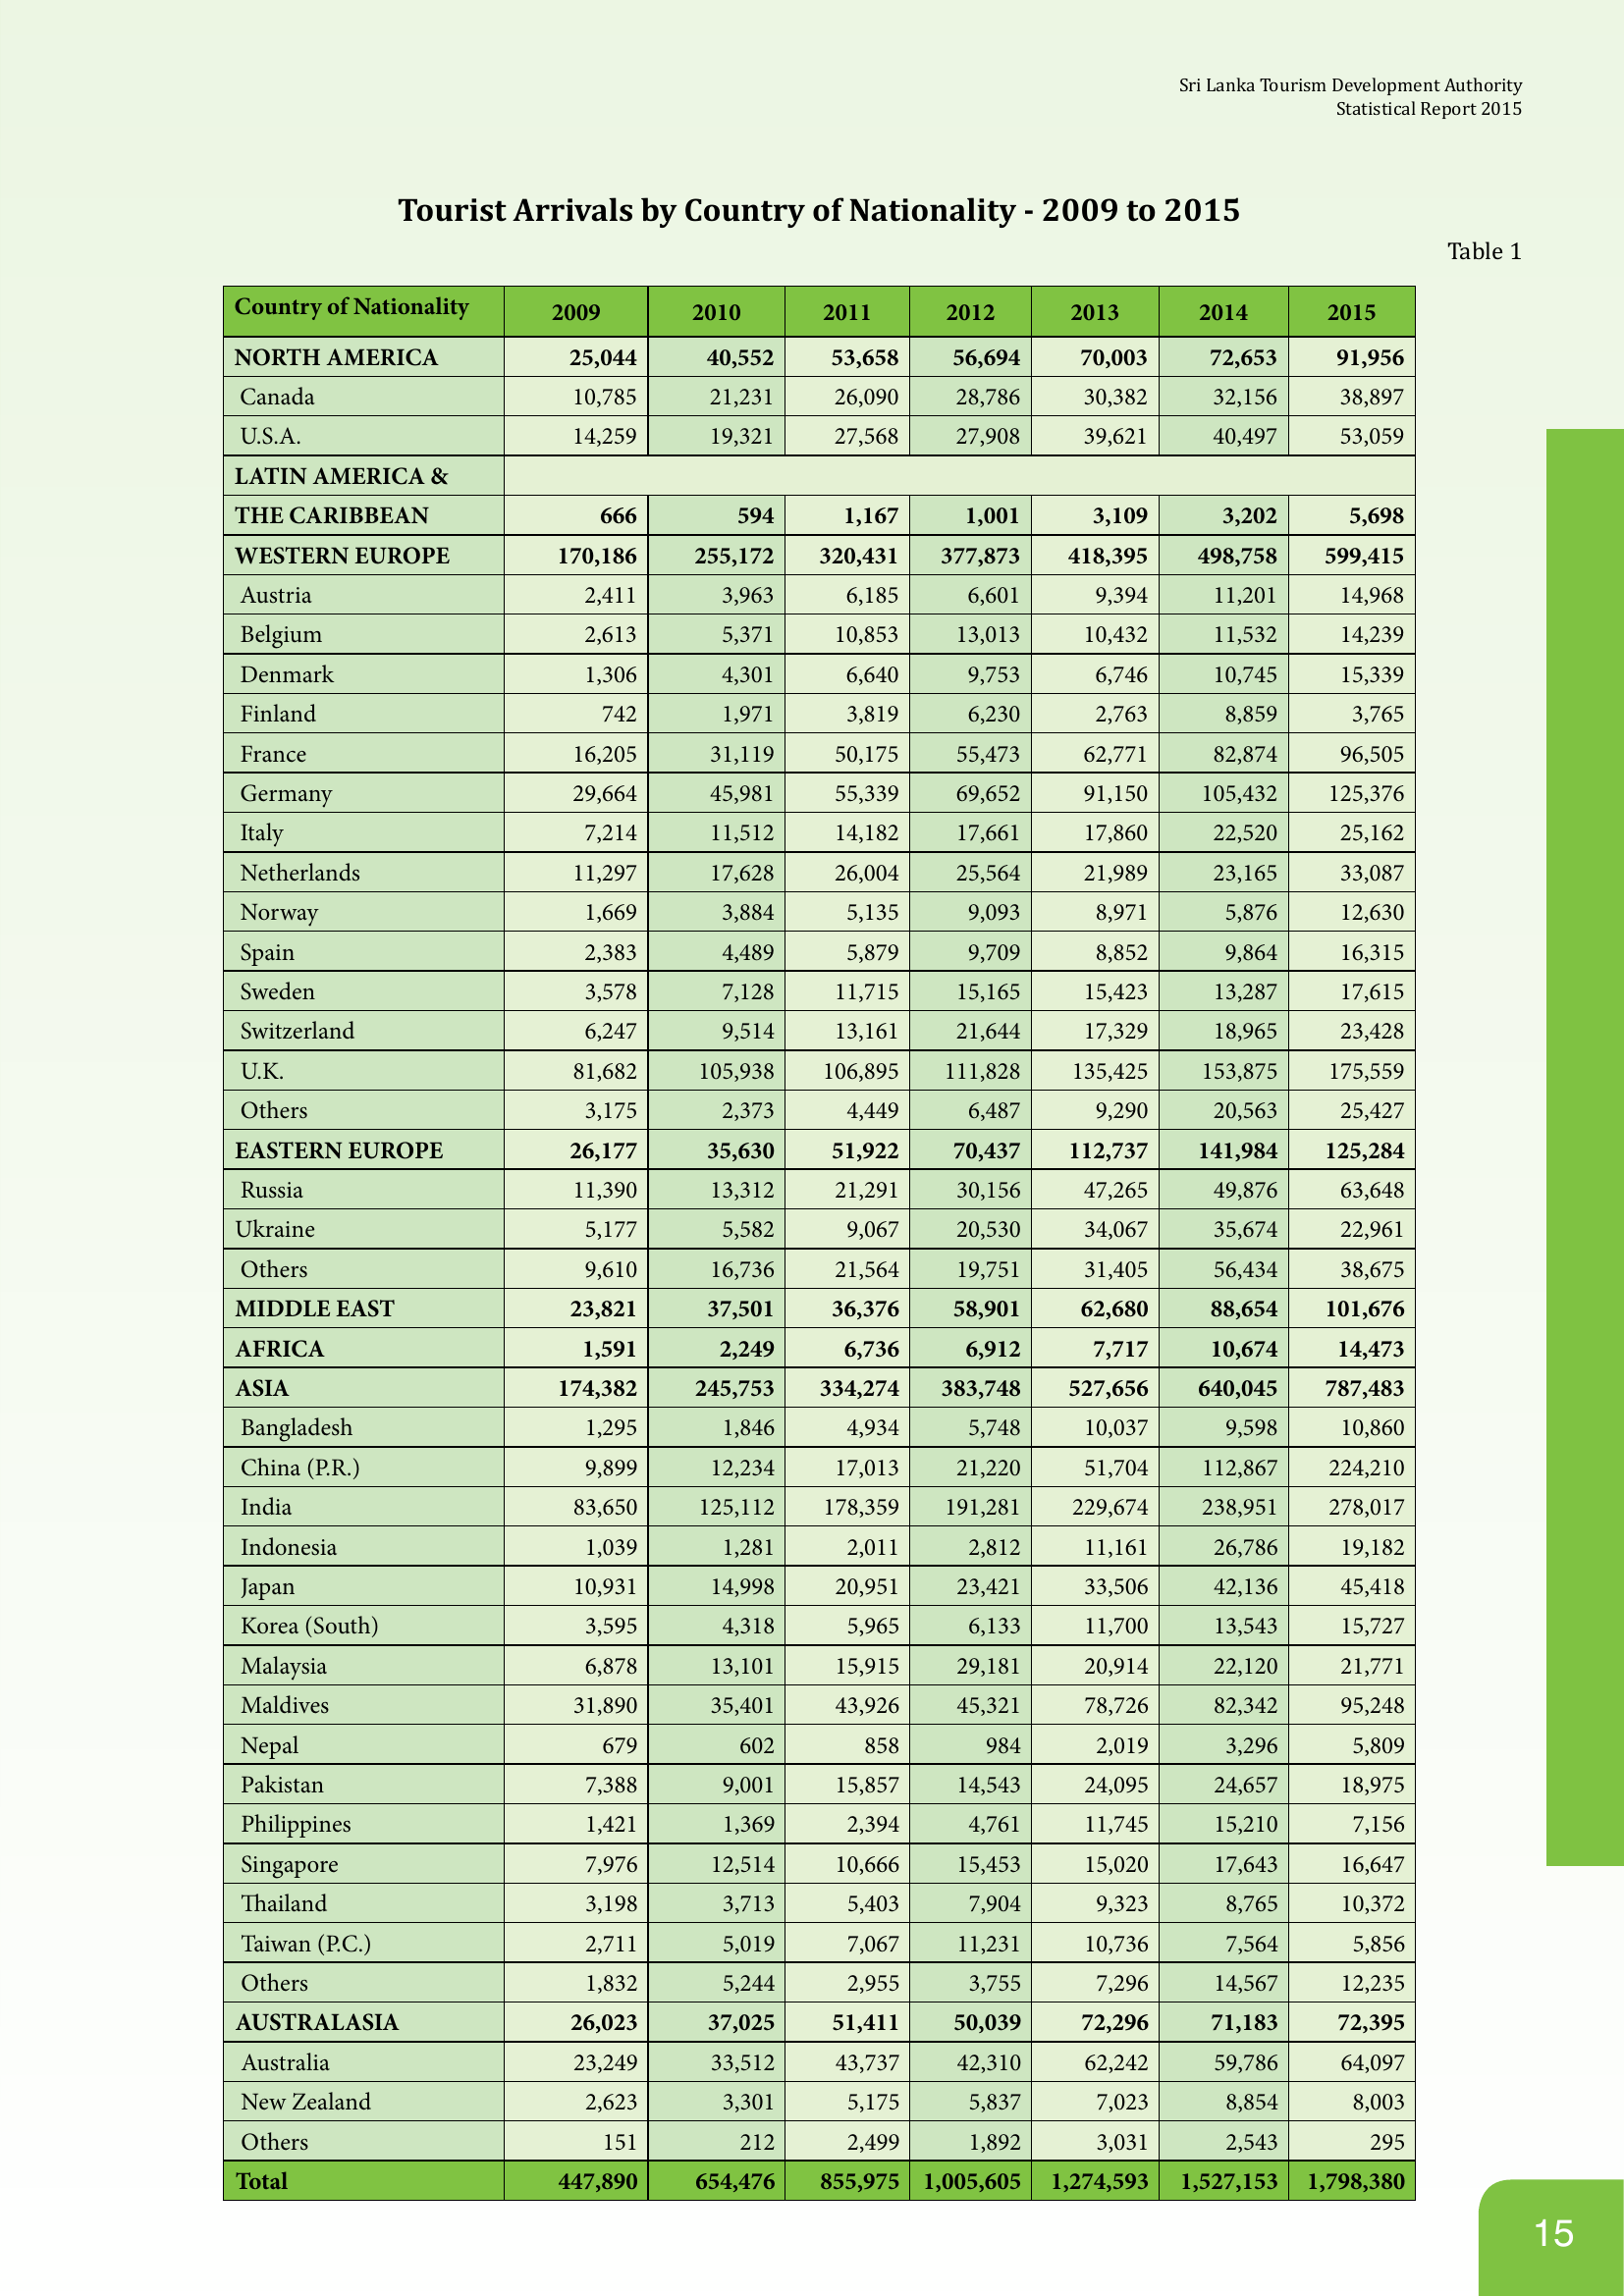 Sri Lanka Tourism Development Authority
Statistical Report 2015
Tourist Arrivals by Country of Nationality - 2009 to 2015
Table 1
Country of Nationality 2009 2010 2011 2012 2013 2014 2015
NORTH AMERICA 25,044 40,552 53,658 56,694 70,003 72,653 91,956
Canada 10,785 21,231 26,090 28,786 30,382 32,156 38,897
U.S.A. 14,259 19,321 27,568 27,908 39,621 40,497 53,059
LATIN AMERICA &
THE CARIBBEAN 666 594 1,167 1,001 3,109 3,202 5,698
WESTERN EUROPE 170,186 255,172 320,431 377,873 418,395 498,758 599,415
Austria 2,411 3,963 6,185 6,601 9,394 11,201 14,968
Belgium 2,613 5,371 10,853 13,013 10,432 11,532 14,239
Denmark 1,306 4,301 6,640 9,753 6,746 10,745 15,339
Finland 742 1,971 3,819 6,230 2,763 8,859 3,765
France 16,205 31,119 50,175 55,473 62,771 82,874 96,505
Germany 29,664 45,981 55,339 69,652 91,150 105,432 125,376
Italy 7,214 11,512 14,182 17,661 17,860 22,520 25,162
Netherlands 11,297 17,628 26,004 25,564 21,989 23,165 33,087
Norway 1,669 3,884 5,135 9,093 8,971 5,876 12,630
Spain 2,383 4,489 5,879 9,709 8,852 9,864 16,315
Sweden 3,578 7,128 11,715 15,165 15,423 13,287 17,615
Switzerland 6,247 9,514 13,161 21,644 17,329 18,965 23,428
U.K. 81,682 105,938 106,895 111,828 135,425 153,875 175,559
Others 3,175 2,373 4,449 6,487 9,290 20,563 25,427
EASTERN EUROPE 26,177 35,630 51,922 70,437 112,737 141,984 125,284
Russia 11,390 13,312 21,291 30,156 47,265 49,876 63,648
Ukraine 5,177 5,582 9,067 20,530 34,067 35,674 22,961
Others 9,610 16,736 21,564 19,751 31,405 56,434 38,675
MIDDLE EAST 23,821 37,501 36,376 58,901 62,680 88,654 101,676
AFRICA 1,591 2,249 6,736 6,912 7,717 10,674 14,473
ASIA 174,382 245,753 334,274 383,748 527,656 640,045 787,483
Bangladesh 1,295 1,846 4,934 5,748 10,037 9,598 10,860
China (P.R.) 9,899 12,234 17,013 21,220 51,704 112,867 224,210
India 83,650 125,112 178,359 191,281 229,674 238,951 278,017
Indonesia 1,039 1,281 2,011 2,812 11,161 26,786 19,182
Japan 10,931 14,998 20,951 23,421 33,506 42,136 45,418
Korea (South) 3,595 4,318 5,965 6,133 11,700 13,543 15,727
Malaysia 6,878 13,101 15,915 29,181 20,914 22,120 21,771
Maldives 31,890 35,401 43,926 45,321 78,726 82,342 95,248
Nepal 679 602 858 984 2,019 3,296 5,809
Pakistan 7,388 9,001 15,857 14,543 24,095 24,657 18,975
Philippines 1,421 1,369 2,394 4,761 11,745 15,210 7,156
Singapore 7,976 12,514 10,666 15,453 15,020 17,643 16,647
Thailand 3,198 3,713 5,403 7,904 9,323 8,765 10,372
Taiwan (P.C.) 2,711 5,019 7,067 11,231 10,736 7,564 5,856
Others 1,832 5,244 2,955 3,755 7,296 14,567 12,235
AUSTRALASIA 26,023 37,025 51,411 50,039 72,296 71,183 72,395
Australia 23,249 33,512 43,737 42,310 62,242 59,786 64,097
New Zealand 2,623 3,301 5,175 5,837 7,023 8,854 8,003
Others 151 212 2,499 1,892 3,031 2,543 295
Total 447,890 654,476 855,975 1,005,605 1,274,593 1,527,153 1,798,380
15